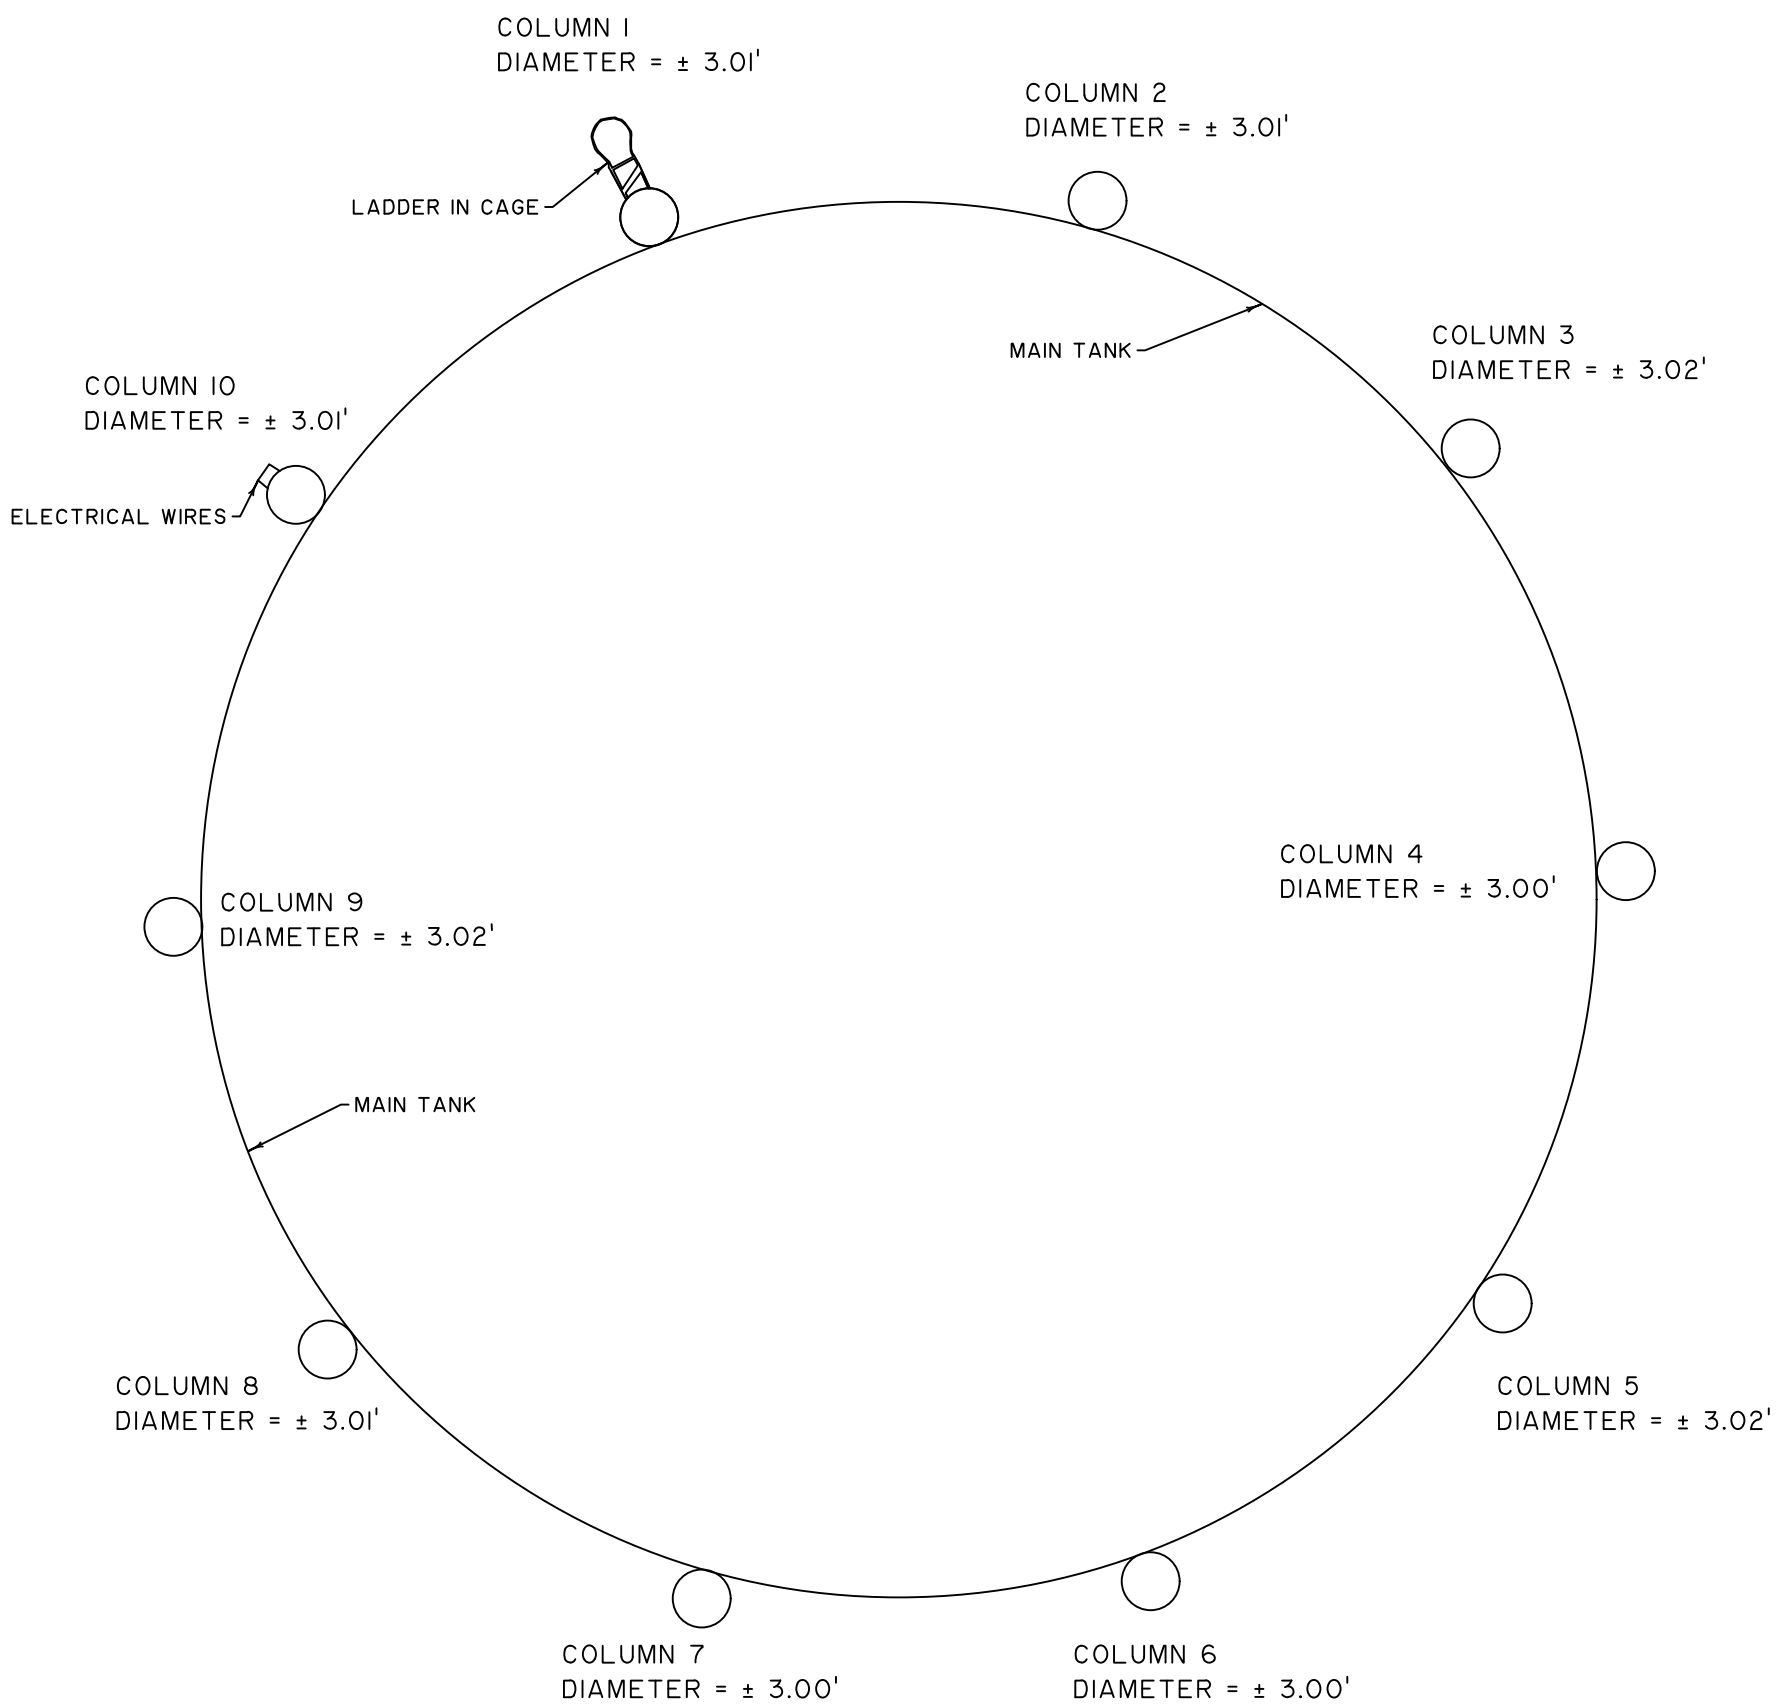 COLUMN 1
DIAMETER = ± 3.01'
COLUMN 2
DIAMETER = ± 3.01'
LADDER IN CAGE
MAIN TANK
COLUMN 3
DIAMETER = ± 3.02'
COLUMN 10
DIAMETER = ± 3.01'
ELECTRICAL WIRES
COLUMN 4
DIAMETER = ± 3.00'
COLUMN 9
DIAMETER = ± 3.02'
MAIN TANK
COLUMN 8
DIAMETER = ± 3.01'
COLUMN 5
DIAMETER = ± 3.02'
COLUMN 7
DIAMETER = ± 3.00'
COLUMN 6
DIAMETER = ± 3.00'